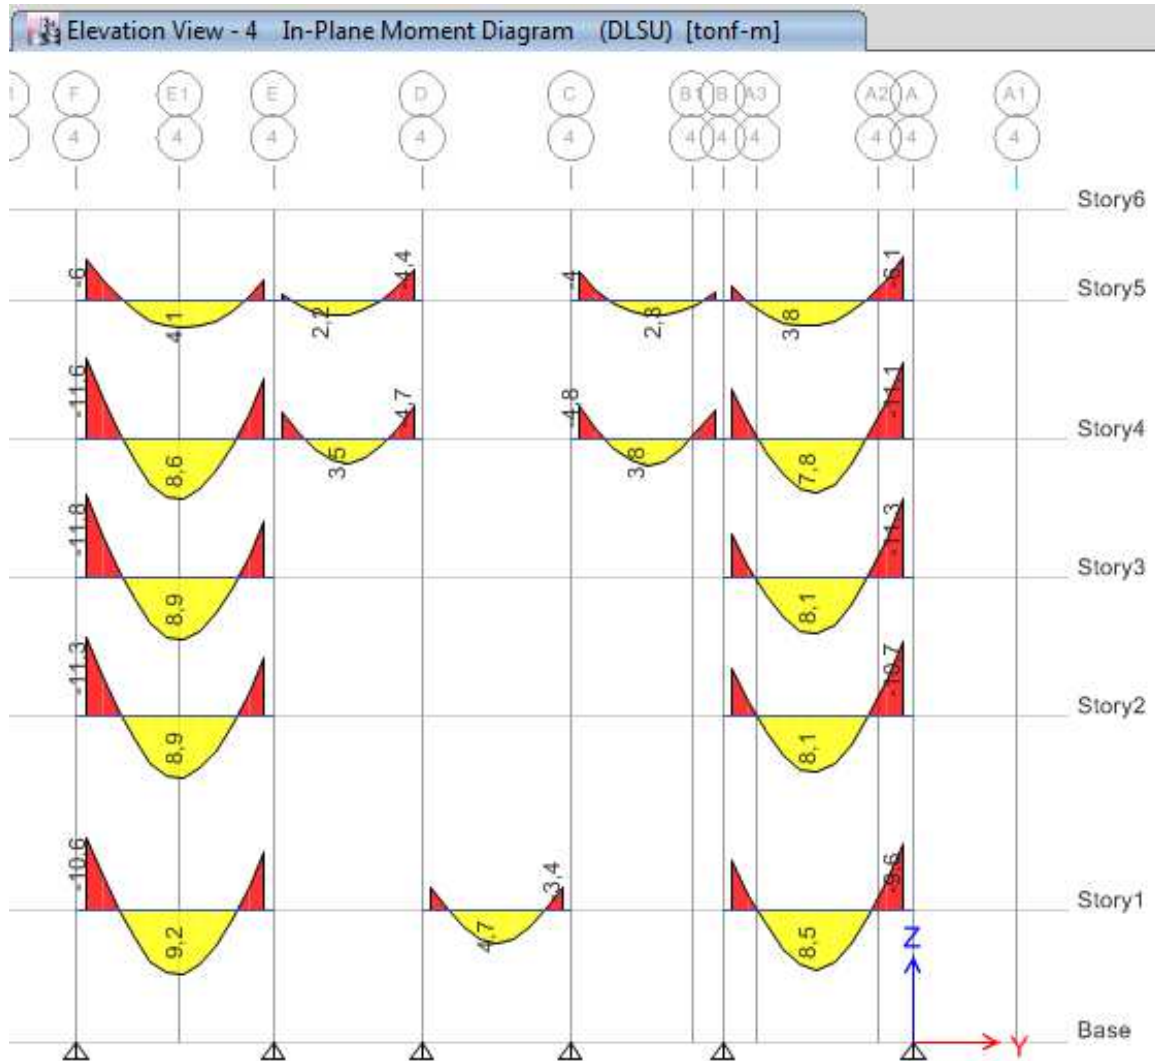 Elevation View - 4 In-Plane Moment Diagram (DLSU) [tonf-m]
F E1 E D C B1 B A3 A2 A A1
4 4 4 4 4 4 4 4 4 4 4
Story6
-6 -4,4 -4 -6,1
Story5
4,1 2,2 2,8 3,8
-11,6 -4,7 -4,8 -11,1
Story4
8,6 3,5 3,8 7,8
-11,8 -11,3
Story3
8,9 8,1
-11,3 -10,7
Story2
8,9 8,1
-10,6 -3,4 -9,6
Story1
9,2 4,7 8,5
Z
Base
Y